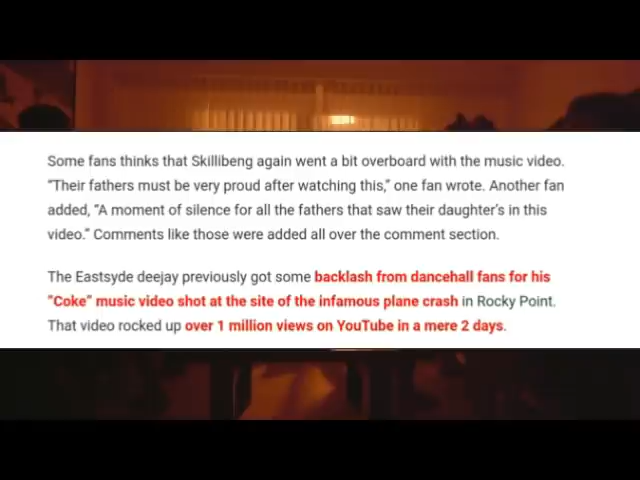 Some fans thinks that Skillibeng again went a bit overboard with the music video.
"Their fathers must be very proud after watching this," one fan wrote. Another fan
added, "A moment of silence for all the fathers that saw their daughter's in this
video." Comments like those were added all over the comment section.
The Eastsyde deejay previously got some backlash from dancehall fans for his
"Coke" music video shot at the site of the infamous plane crash in Rocky Point.
That video rocked up over 1 million views on YouTube in a mere 2 days.